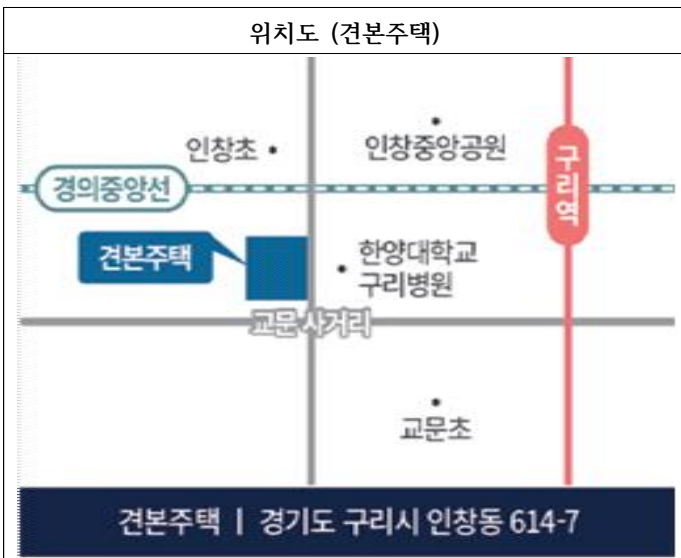 위치도 (견본주택)
인창초
인창중앙공원
구리역
경의중앙선
견본주택
한양대학교
구리병원
교문사거리
교문초
견본주택 | 경기도 구리시 인창동 614-7